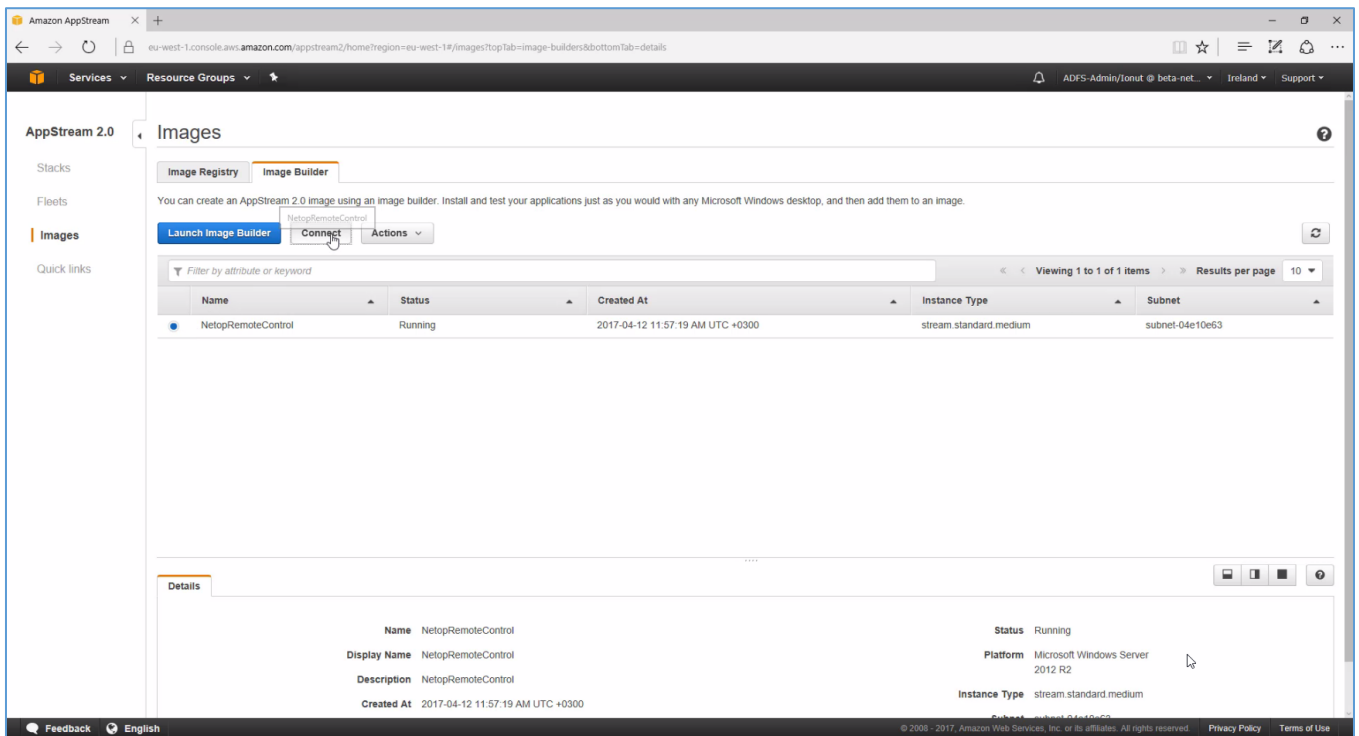 Amazon AppStream
eu-west-1.console.aws.amazon.com/appstream2/home?region=eu-west-1#/images?topTab=image-builders&bottomTab=details
Services Resource Groups ADFS-Admin/Ionut @ beta-net... Ireland Support
AppStream 2.0
Stacks
Fleets
Images
Quick links
Images
Image Registry Image Builder
You can create an AppStream 2.0 image using an image builder. Install and test your applications just as you would with any Microsoft Windows desktop, and then add them to an image.
NetopRemoteControl
Launch Image Builder Connect Actions
Filter by attribute or keyword Viewing 1 to 1 of 1 items Results per page 10
Name Status Created At Instance Type Subnet
NetopRemoteControl Running 2017-04-12 11:57:19 AM UTC +0300 stream.standard.medium subnet-04e10e63
Details
Name NetopRemoteControl
Display Name NetopRemoteControl
Description NetopRemoteControl
Created At 2017-04-12 11:57:19 AM UTC +0300
Status Running
Platform Microsoft Windows Server
2012 R2
Instance Type stream.standard.medium
Subnet subnet-04e10e63
Feedback English © 2008 - 2017, Amazon Web Services, Inc. or its affiliates. All rights reserved. Privacy Policy Terms of Use